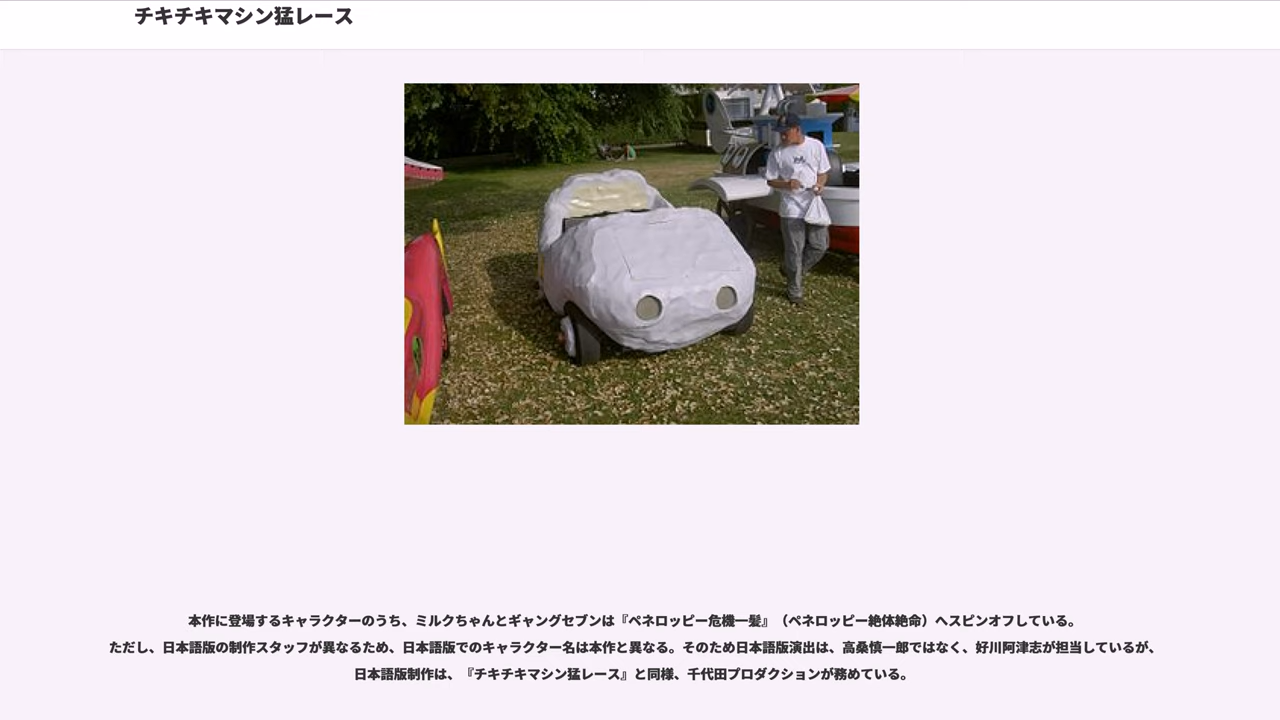 チキチキマシン猛レース
本作に登場するキャラクターのうち、ミルクちゃんとギャングセブンは『ペネロッピー危機一髪』（ペネロッピー絶体絶命）へスピンオフしている。
ただし、日本語版の制作スタッフが異なるため、日本語版でのキャラクター名は本作と異なる。そのため日本語版演出は、高桑慎一郎ではなく、好川阿津志が担当しているが、
日本語版制作は、『チキチキマシン猛レース』と同様、千代田プロダクションが務めている。